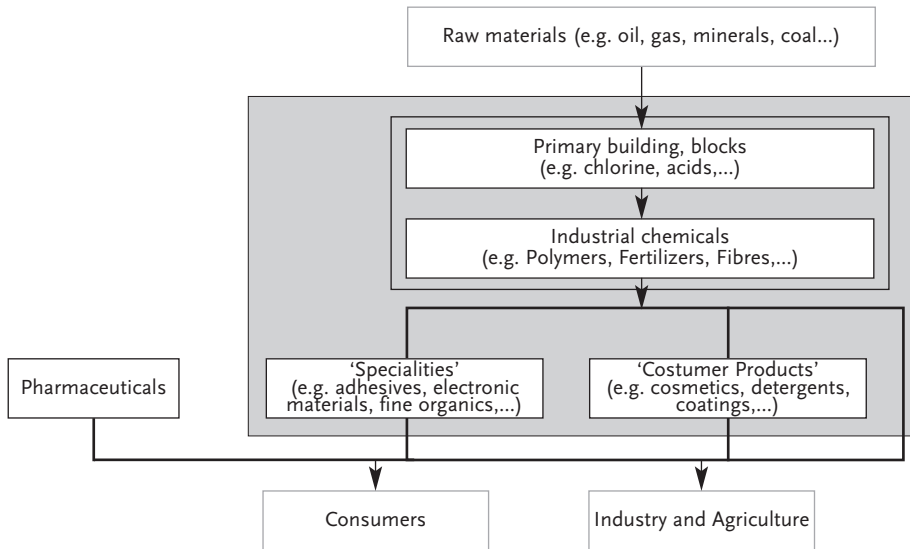 Raw materials (e.g. oil, gas, minerals, coal...)
Primary building, blocks
(e.g. chlorine, acids,...)
Industrial chemicals
(e.g. Polymers, Fertilizers, Fibres,...)
Pharmaceuticals
‘Specialities’
(e.g. adhesives, electronic
materials, fine organics,...)
‘Costumer Products’
(e.g. cosmetics, detergents,
coatings,...)
Consumers
Industry and Agriculture